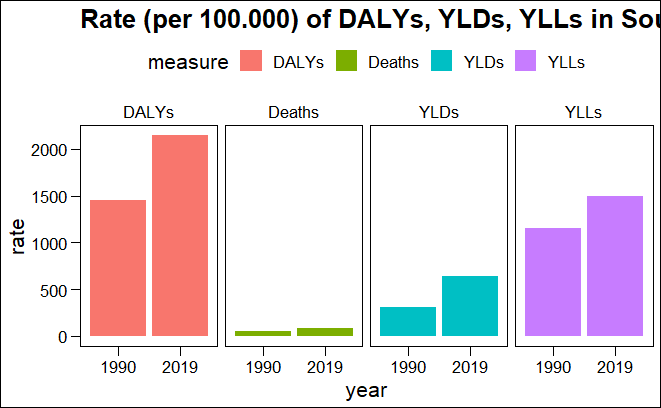 Rate (per 100.000) of DALYs, YLDs, YLLs in
measure DALYs Deaths YLDs YLLs
DALYs Deaths YLDs YLLs
2000
1500
1000
500
0
rate
1990 2019 1990 2019 1990 2019 1990 2019
year